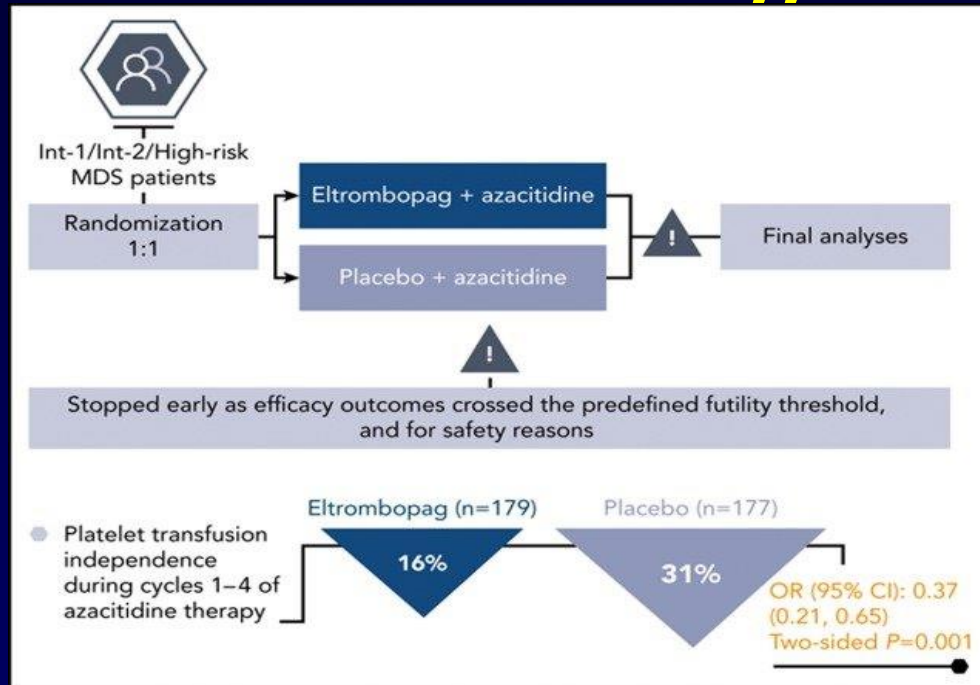 Int-1/Int-2/High-risk
MDS patients
Randomization
1:1
Eltrombopag + azacitidine
Placebo + azacitidine
!
Final analyses
!
Stopped early as efficacy outcomes crossed the predefined futility threshold,
and for safety reasons
Eltrombopag (n=179)
Placebo (n=177)
Platelet transfusion
independence
during cycles 1–4 of
azacitidine therapy
16%
31%
OR (95% CI): 0.37
(0.21, 0.65)
Two-sided P=0.001